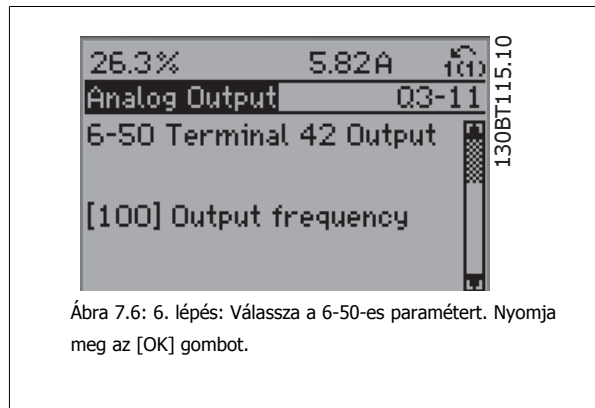 26.3% 5.82A 1(1)
Analog Output Q3-11
6-50 Terminal 42 Output
[100] Output frequency
130BT115.10
Ábra 7.6: 6. lépés: Válassza a 6-50-es paramétert. Nyomja
meg az [OK] gombot.